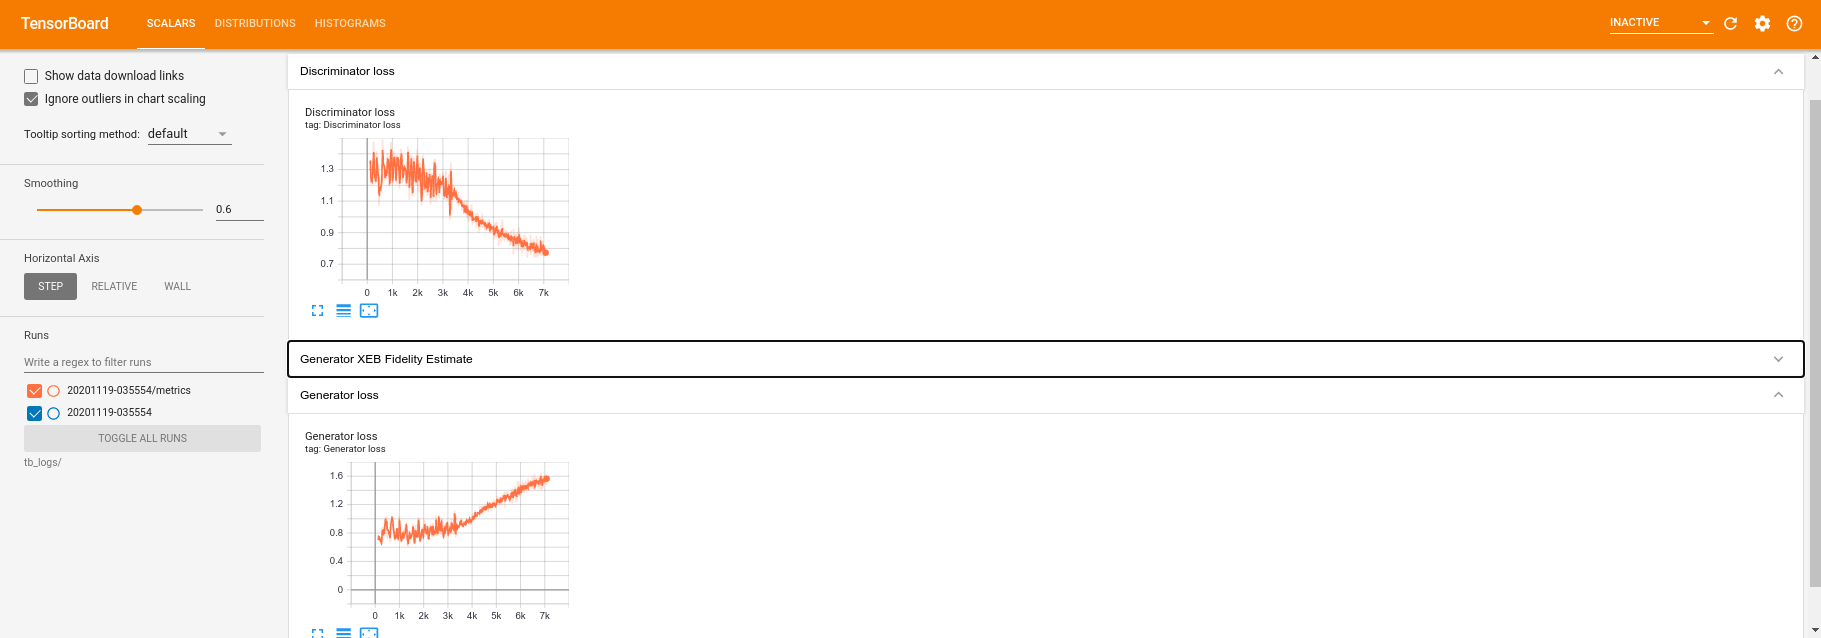 TensorBoard SCALARS DISTRIBUTIONS HISTOGRAMS INACTIVE
Show data download links
Ignore outliers in chart scaling
Tooltip sorting method: default
Smoothing
0.6
Horizontal Axis
STEP RELATIVE WALL
Runs
Write a regex to filter runs
20201119-035554/metrics
20201119-035554
TOGGLE ALL RUNS
tb_logs/
Discriminator loss
Discriminator loss
tag: Discriminator loss
1.3
1.1
0.9
0.7
0 1k 2k 3k 4k 5k 6k 7k
Generator XEB Fidelity Estimate
Generator loss
Generator loss
tag: Generator loss
1.6
1.2
0.8
0.4
0
0 1k 2k 3k 4k 5k 6k 7k